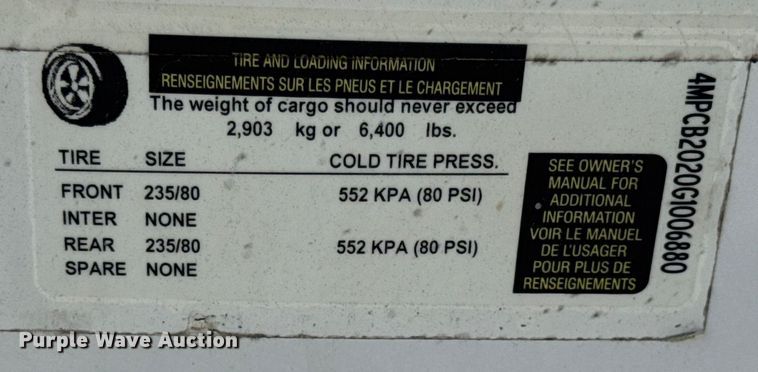 TIRE AND LOADING INFORMATION
RENSEIGNEMENTS SUR LES PNEUS ET LE CHARGEMENT
The weight of cargo should never exceed
2,903 kg or 6,400 lbs.
TIRE SIZE COLD TIRE PRESS.
FRONT 235/80 552 KPA (80 PSI)
INTER NONE
REAR 235/80 552 KPA (80 PSI)
SPARE NONE
SEE OWNER'S
MANUAL FOR
ADDITIONAL
INFORMATION
VOIR LE MANUEL
DE L'USAGER
POUR PLUS DE
RENSEIGNEMENTS
4MPCB2020G1006880
Purple Wave Auction